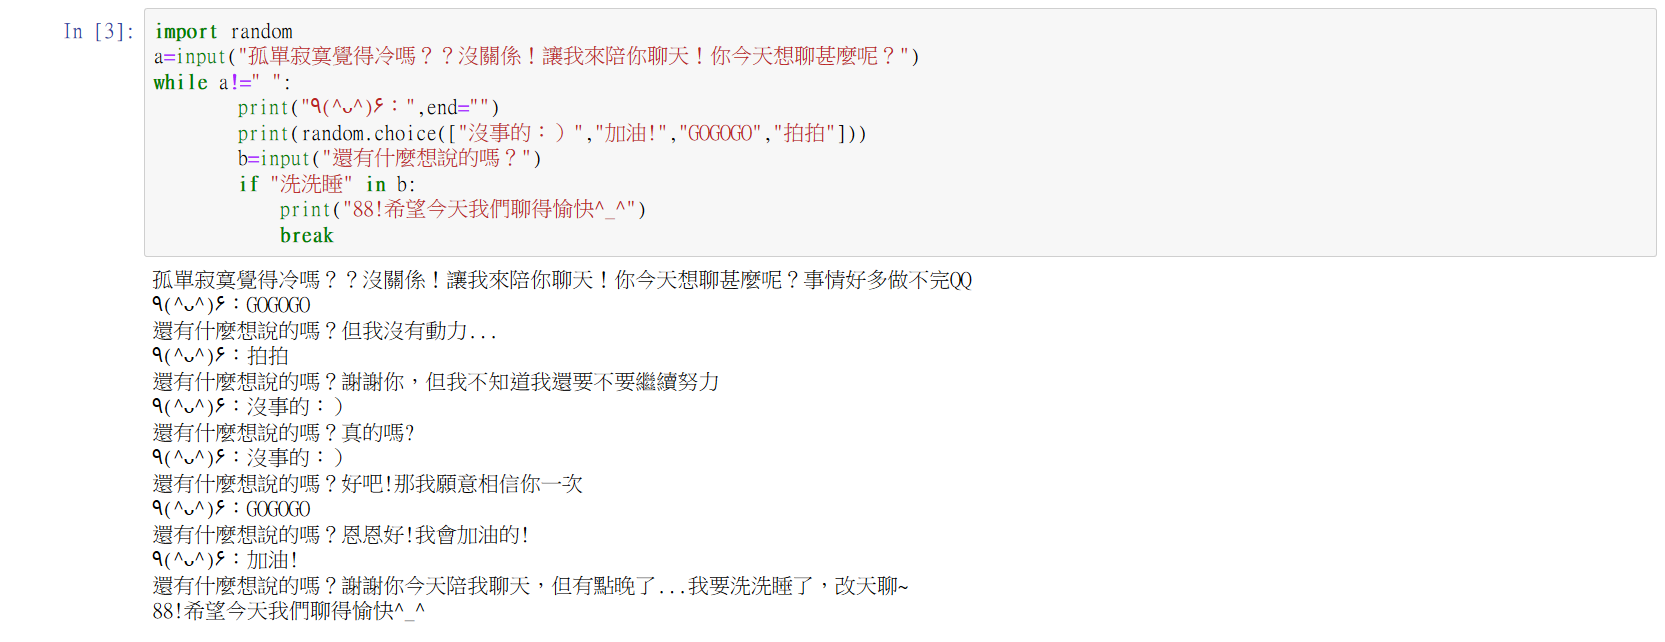 In [3]:
import random
a=input("孤單寂寞覺得冷嗎？？沒關係！讓我來陪你聊天！你今天想聊甚麼呢？")
while a!=" ":
print("٩(^ᴗ^)۶：",end="")
print(random.choice(["沒事的：）","加油!","GOGOGO","拍拍"]))
b=input("還有什麼想說的嗎？")
if "洗洗睡" in b:
print("88!希望今天我們聊得愉快^_^")
break
孤單寂寞覺得冷嗎？？沒關係！讓我來陪你聊天！你今天想聊甚麼呢？事情好多做不完QQ
٩(^ᴗ^)۶：GOGOGO
還有什麼想說的嗎？但我沒有動力...
٩(^ᴗ^)۶：拍拍
還有什麼想說的嗎？謝謝你，但我不知道我還要不要繼續努力
٩(^ᴗ^)۶：沒事的：）
還有什麼想說的嗎？真的嗎?
٩(^ᴗ^)۶：沒事的：）
還有什麼想說的嗎？好吧!那我願意相信你一次
٩(^ᴗ^)۶：GOGOGO
還有什麼想說的嗎？恩恩好!我會加油的!
٩(^ᴗ^)۶：加油!
還有什麼想說的嗎？謝謝你今天陪我聊天，但有點晚了...我要洗洗睡了，改天聊~
88!希望今天我們聊得愉快^_^